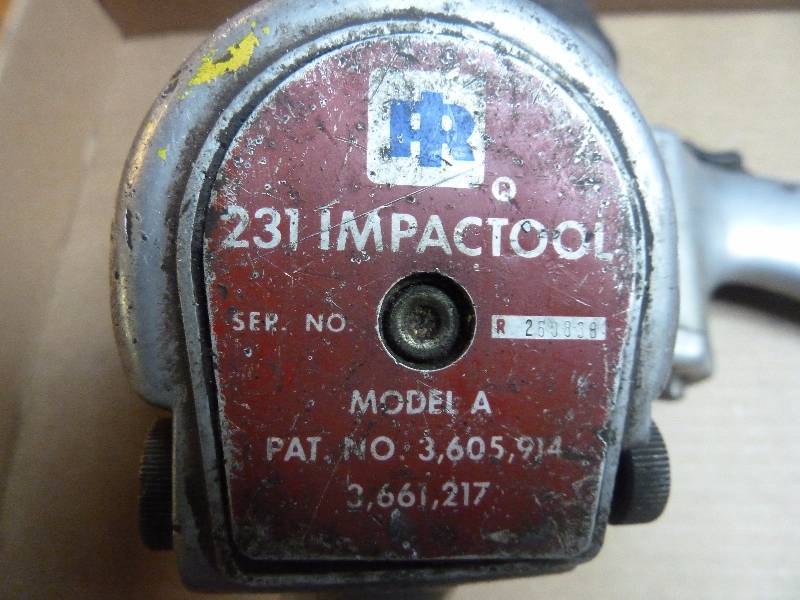 IR
®
231 IMPACTOOL
SER. NO. R
MODEL A
PAT. NO. 3,605,914
3,661,217